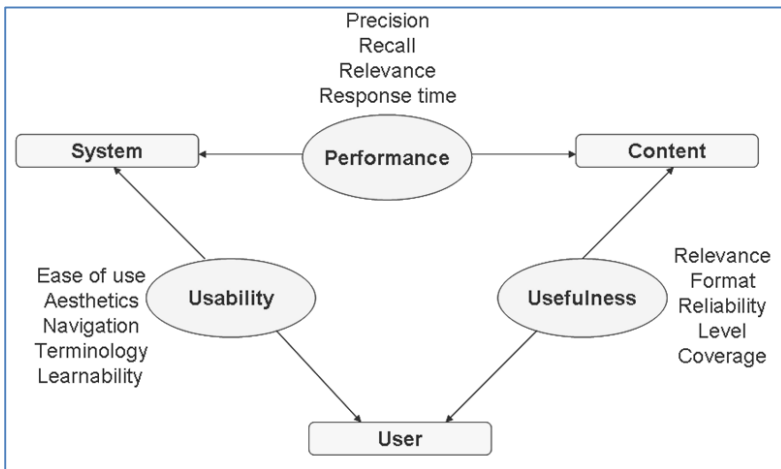 Precision
Recall
Relevance
Response time
System
Performance
Content
Ease of use
Aesthetics
Navigation
Terminology
Learnability
Usability
Usefulness
Relevance
Format
Reliability
Level
Coverage
User